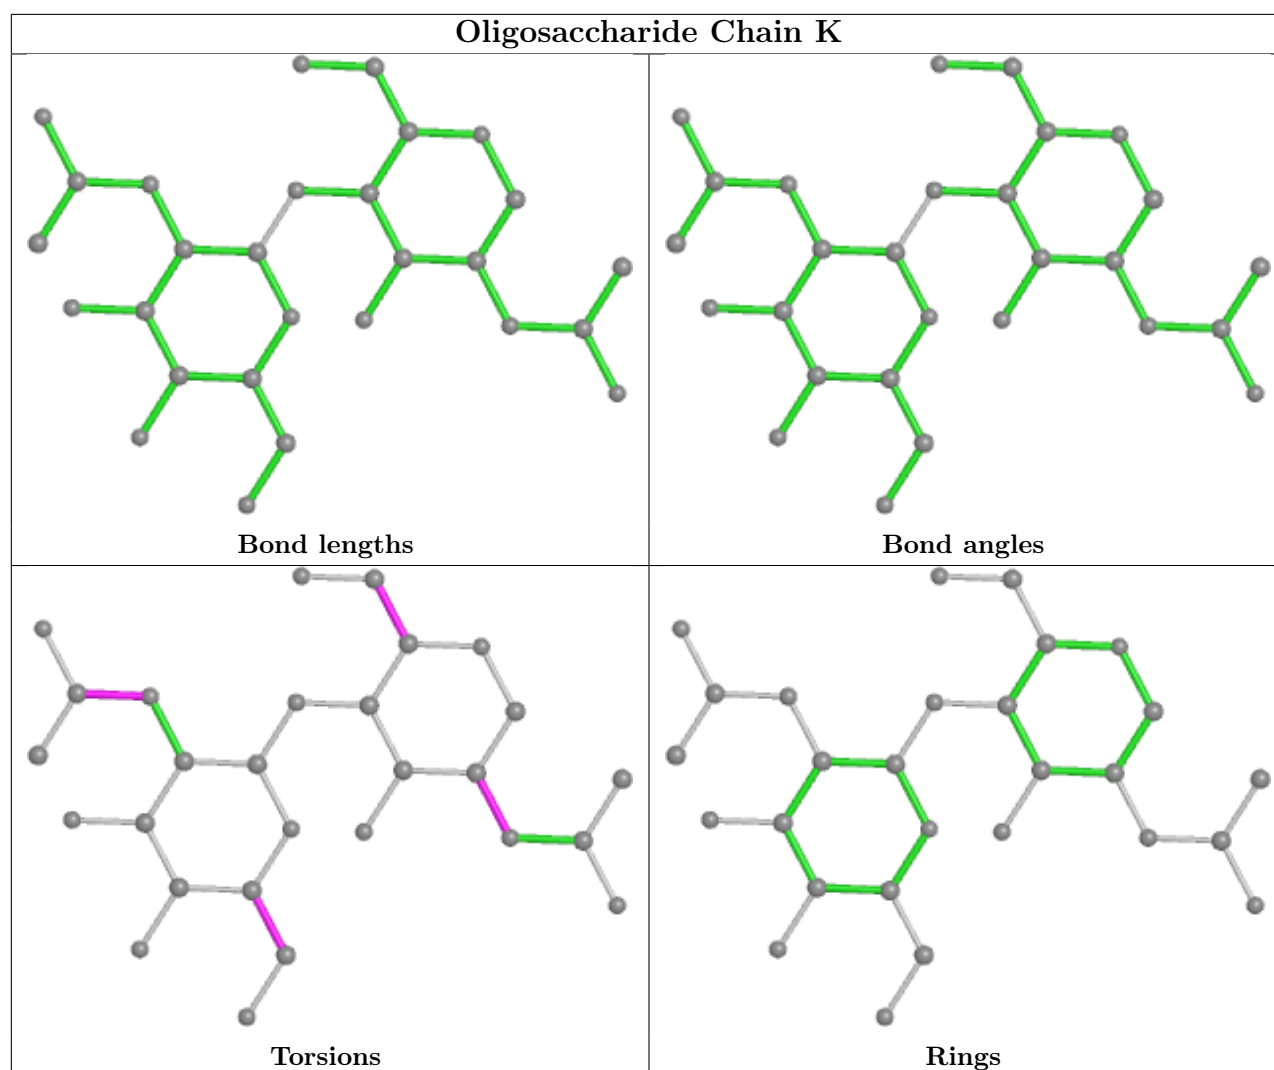 Oligosaccharide Chain K
Bond lengths
Bond angles
Torsions
Rings